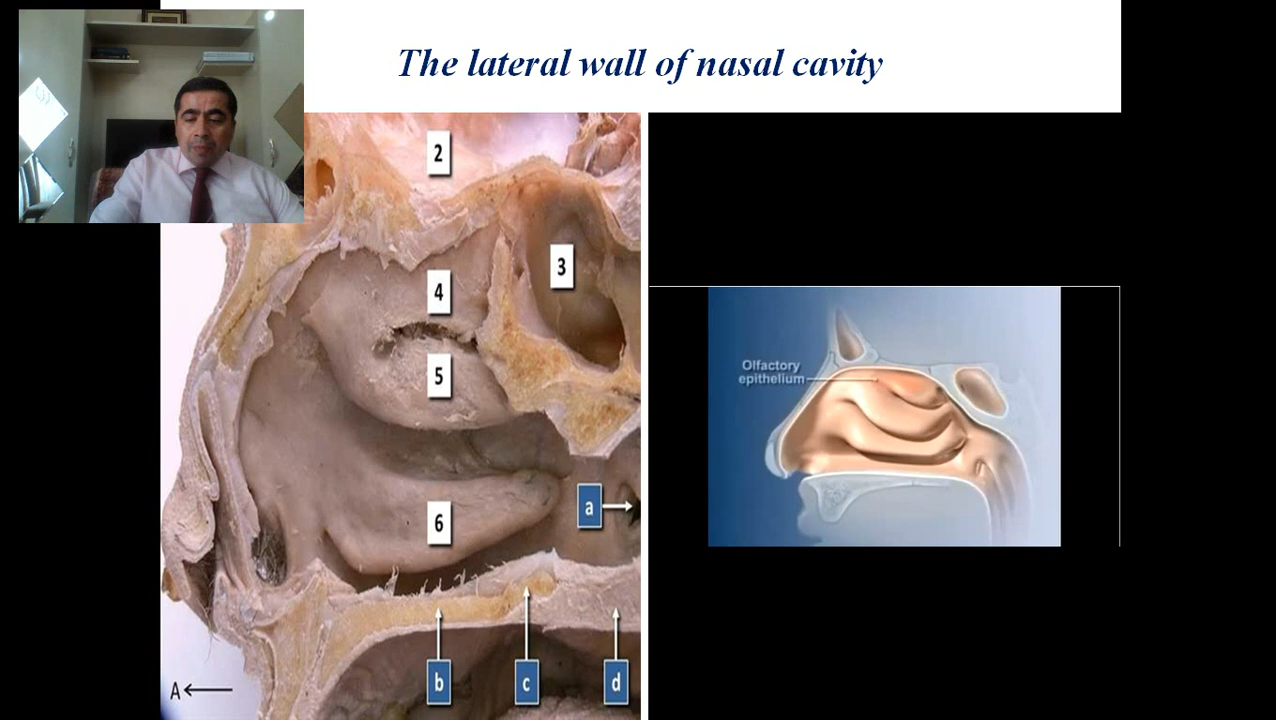 The lateral wall of nasal cavity
2
3
4
5
6
a
b
c
d
A
Olfactory
epithelium